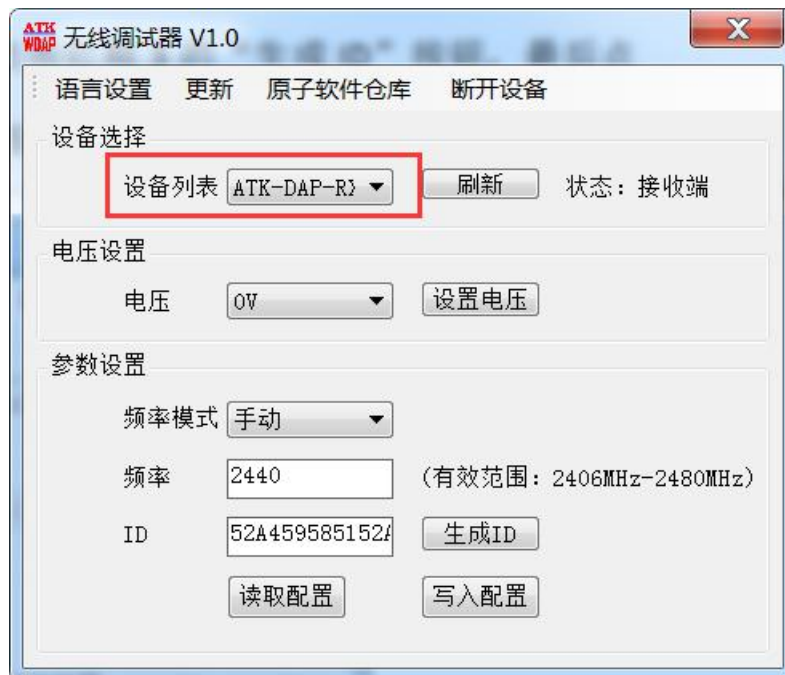 ATK
WDAP 无线调试器 V1.0
语言设置 更新 原子软件仓库 断开设备
设备选择
设备列表 ATK-DAP-RX 刷新 状态：接收端
电压设置
电压 0V 设置电压
参数设置
频率模式 手动
频率 2440 (有效范围：2406MHz-2480MHz)
ID 52A459585152A 生成ID
读取配置 写入配置